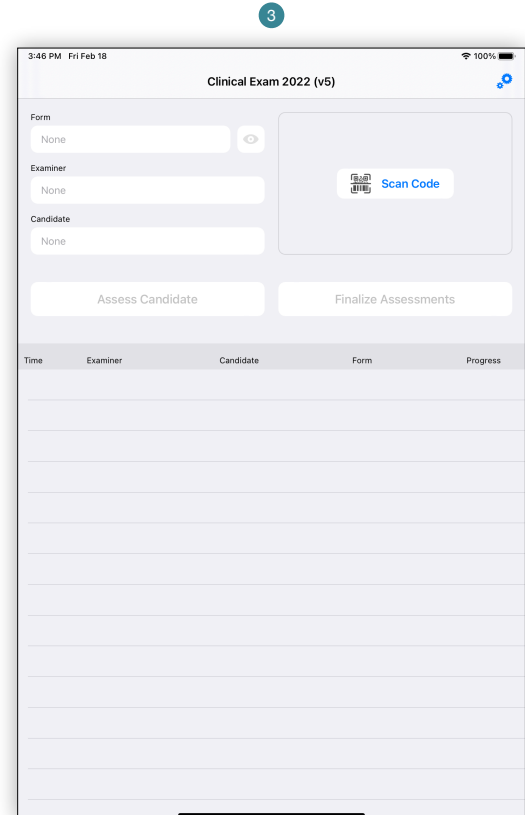 3
3:46 PM Fri Feb 18 100%
Clinical Exam 2022 (v5)
Form
None
Examiner
None
Candidate
None
Scan Code
Assess Candidate Finalize Assessments
Time Examiner Candidate Form Progress